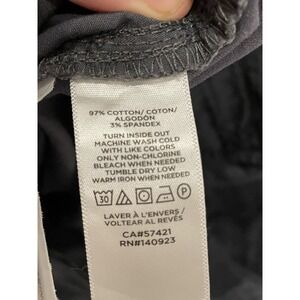 97% COTTON/ COTON/
ALGODÓN
3% SPANDEX
TURN INSIDE OUT
MACHINE WASH COLD
WITH LIKE COLORS
ONLY NON-CHLORINE
BLEACH WHEN NEEDED
TUMBLE DRY LOW
WARM IRON WHEN NEEDED
30 P
LAVER À L'ENVERS /
VOLTEAR AL REVÉS
CA#57421
RN#140923